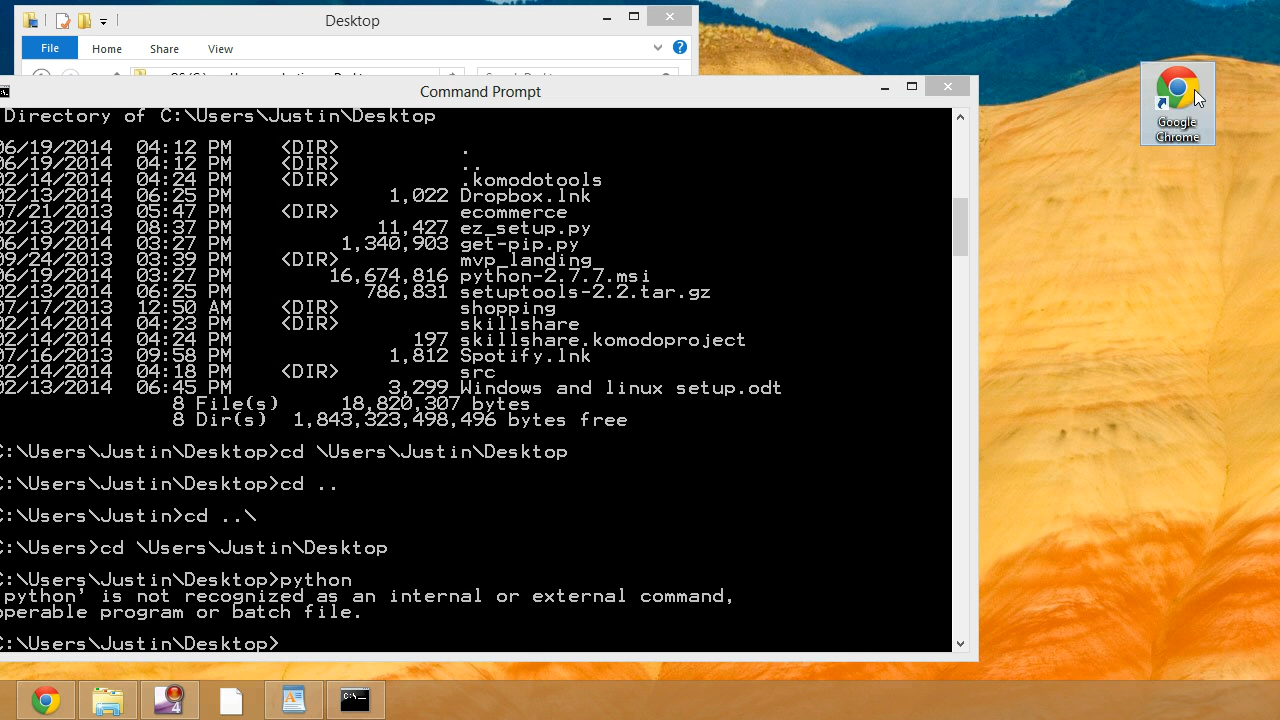 Desktop
File Home Share View
Command Prompt
Directory of C:\Users\Justin\Desktop
06/19/2014 04:12 PM <DIR> .
06/19/2014 04:12 PM <DIR> ..
02/14/2014 04:24 PM <DIR> .komodotools
02/13/2014 06:25 PM 1,022 Dropbox.lnk
07/21/2013 05:47 PM <DIR> ecommerce
02/13/2014 08:37 PM 11,427 ez_setup.py
06/19/2014 03:27 PM 1,340,903 get-pip.py
09/24/2013 03:39 PM <DIR> mvp_landing
06/19/2014 03:27 PM 16,674,816 python-2.7.7.msi
02/13/2014 06:25 PM 786,831 setuptools-2.2.tar.gz
07/17/2013 12:50 AM <DIR> shopping
02/14/2014 04:23 PM <DIR> skillshare
02/14/2014 04:24 PM 197 skillshare.komodoproject
07/16/2013 09:58 PM 1,812 Spotify.lnk
02/14/2014 04:18 PM <DIR> src
02/13/2014 06:45 PM 3,299 Windows and linux setup.odt
8 File(s) 18,820,307 bytes
8 Dir(s) 1,843,323,498,496 bytes free
C:\Users\Justin\Desktop>cd \Users\Justin\Desktop
C:\Users\Justin\Desktop>cd ..
C:\Users\Justin>cd ..\
C:\Users>cd \Users\Justin\Desktop
C:\Users\Justin\Desktop>python
python' is not recognized as an internal or external command,
operable program or batch file.
C:\Users\Justin\Desktop>
Google
Chrome